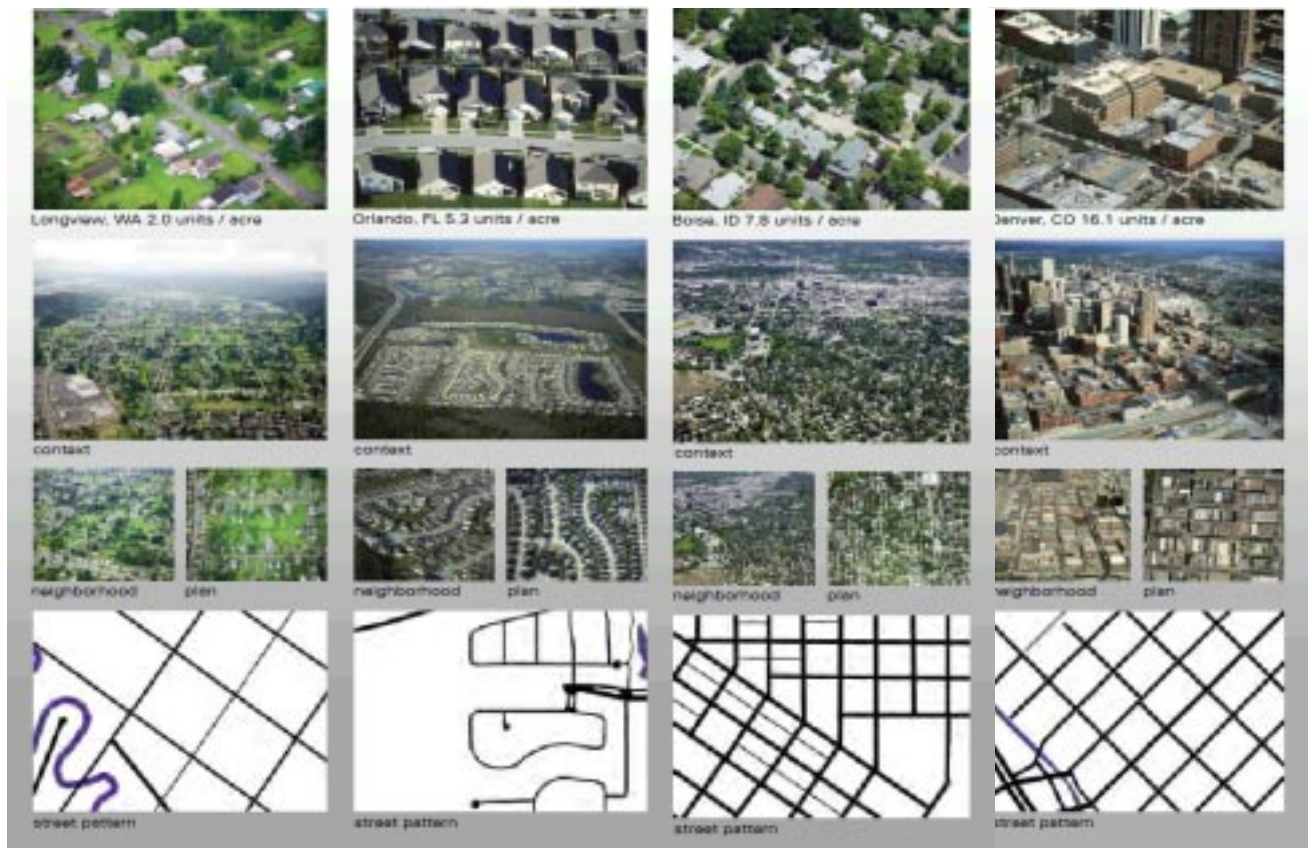 Longview, WA 2.0 units / acre
Orlando, FL 5.3 units / acre
Boise, ID 7.8 units / acre
Denver, CO 16.1 units / acre
context
context
context
context
neighborhood
plan
neighborhood
plan
neighborhood
plan
neighborhood
plan
street pattern
street pattern
street pattern
street pattern